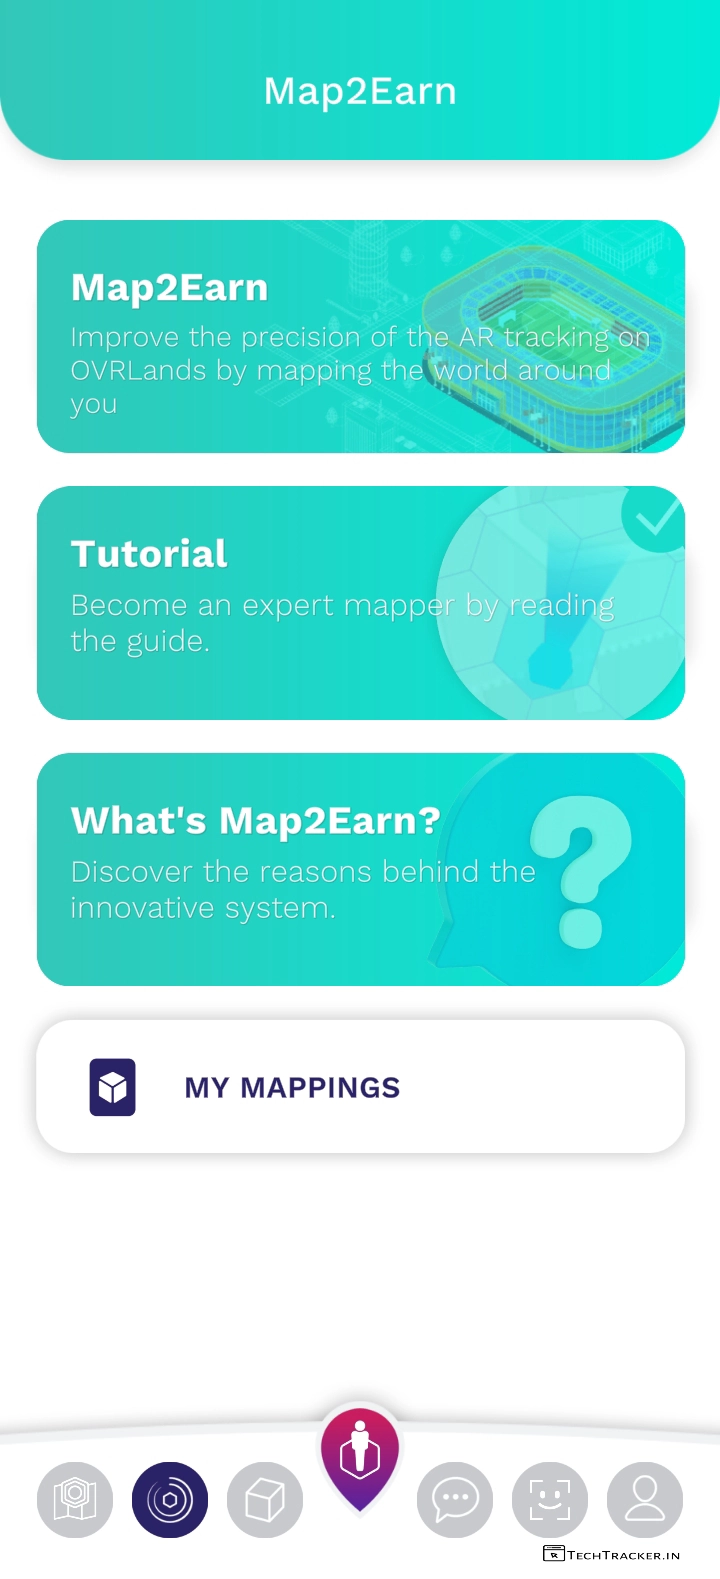 Map2Earn
Map2Earn
Improve the precision of the AR tracking on
OVRLands by mapping the world around
you
Tutorial
Become an expert mapper by reading
the guide.
What's Map2Earn?
Discover the reasons behind the
innovative system.
MY MAPPINGS
TECHTRACKER.IN